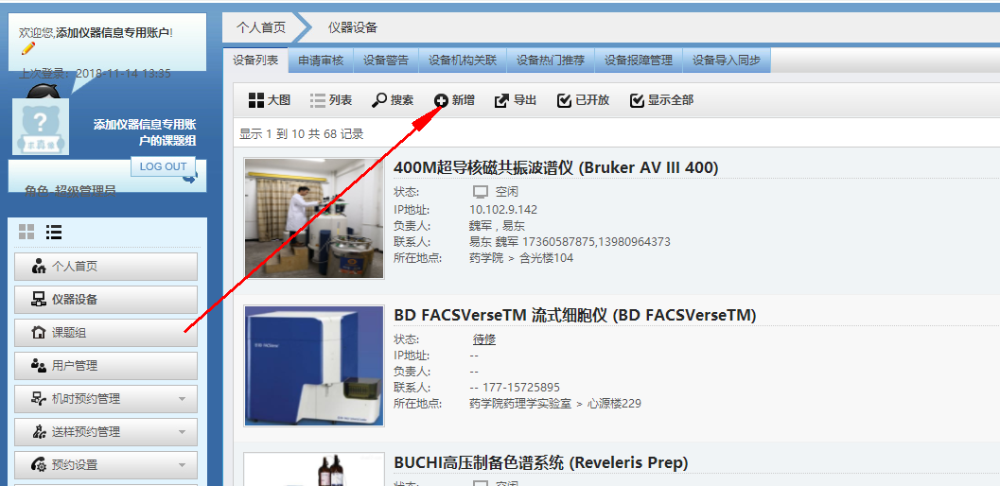 欢迎您,添加仪器信息专用账户!
上次登录: 2018-11-14 13:35
添加仪器信息专用账
户的课题组
LOG OUT
角色 超级管理员
个人首页
仪器设备
课题组
用户管理
机时预约管理
送样预约管理
预约设置
个人首页 仪器设备
设备列表 申请审核 设备警告 设备机构关联 设备热门推荐 设备报障管理 设备导入同步
大图 列表 搜索 新增 导出 已开放 显示全部
显示 1 到 10 共 68 记录
400M超导核磁共振波谱仪 (Bruker AV III 400)
状态: 空闲
IP地址: 10.102.9.142
负责人: 魏军 , 易东
联系人: 易东 魏军 17360587875,13980964373
所在地点: 药学院 > 含光楼104
BD FACSVerseTM 流式细胞仪 (BD FACSVerseTM)
状态: 待修
IP地址: --
负责人: --
联系人: -- 177-15725895
所在地点: 药学院药理学实验室 > 心源楼229
BUCHI高压制备色谱系统 (Reveleris Prep)
状态: 空闲